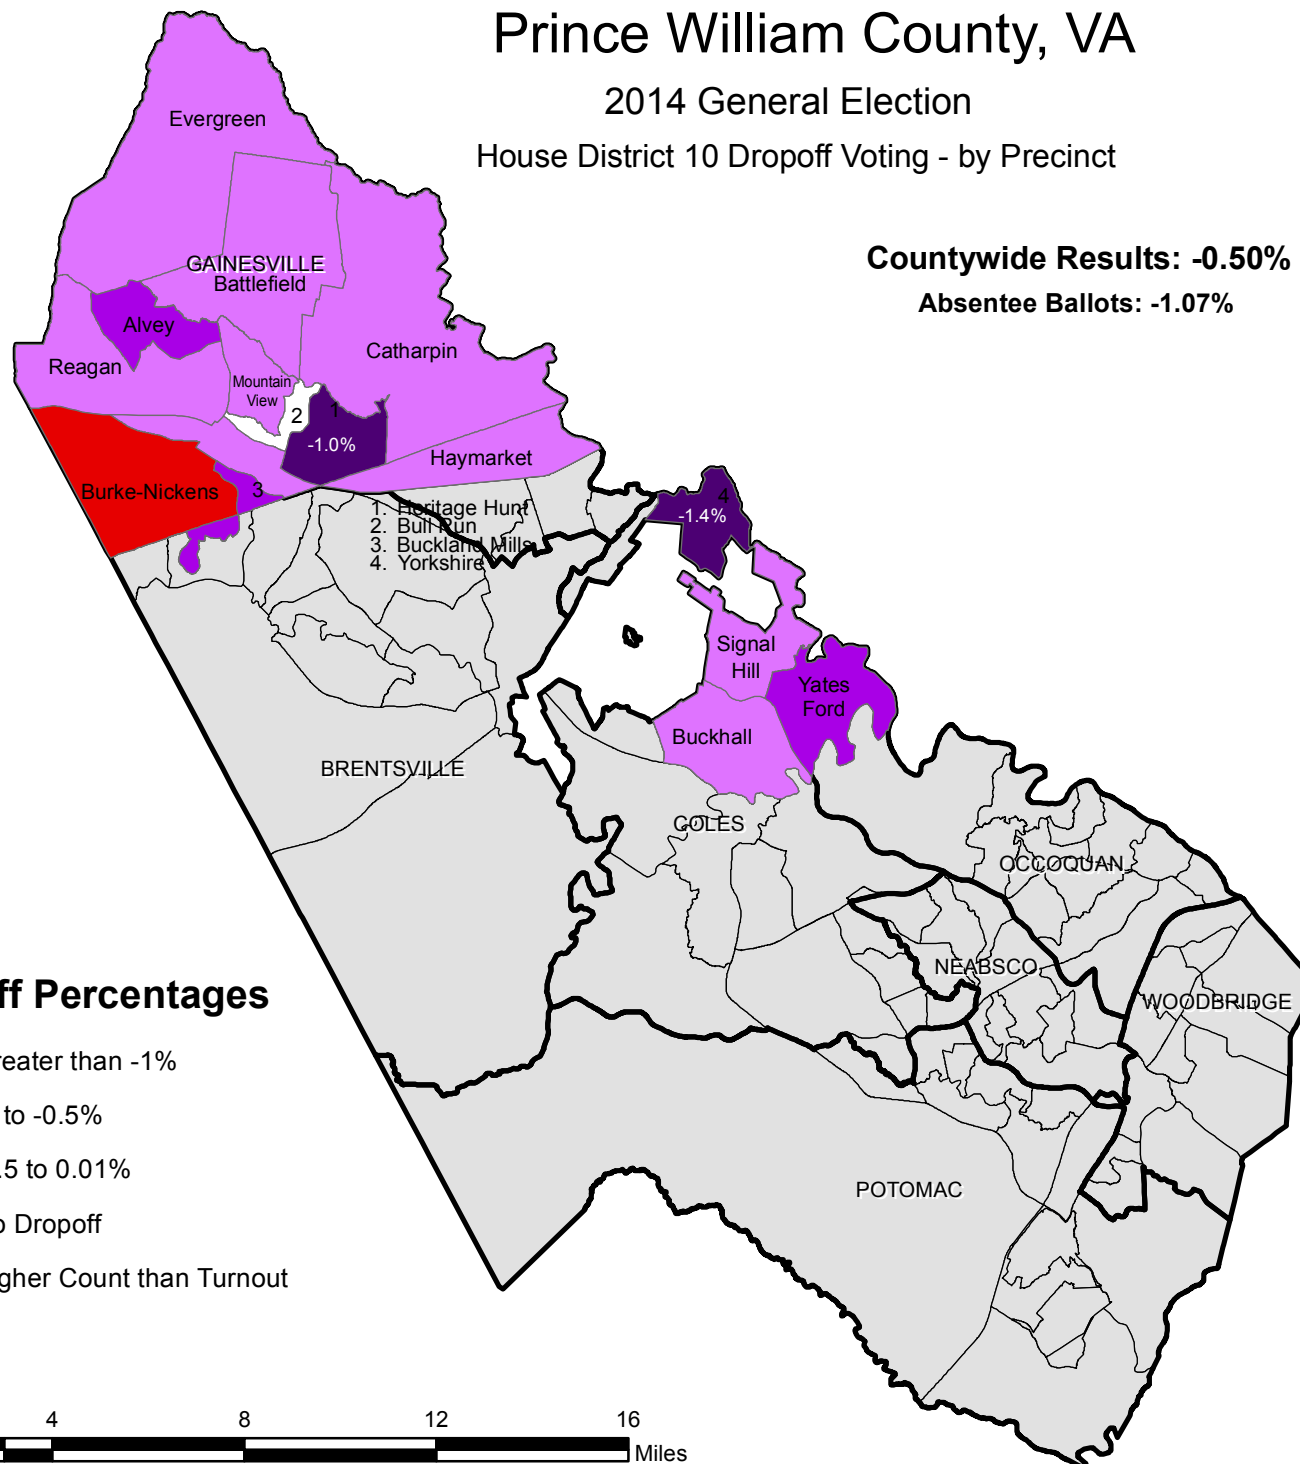 Prince William County, VA
2014 General Election
House District 10 Dropoff Voting - by Precinct
Countywide Results: -0.50%
Absentee Ballots: -1.07%
Evergreen
GAINESVILLE
Battlefield
Alvey
Reagan
Catharpin
Mountain
View
2
1
-1.0%
Haymarket
Burke-Nickens
3
4
-1.4%
1. Heritage Hunt
2. Bull Run
3. Buckland Mills
4. Yorkshire
Signal
Hill
Yates
Ford
Buckhall
BRENTSVILLE
COLES
OCCOQUAN
NEABSCO
WOODBRIDGE
POTOMAC
Percentages
than -1%
to -0.5%
to 0.01%
Dropoff
Count than Turnout
4 8 12 16
Miles